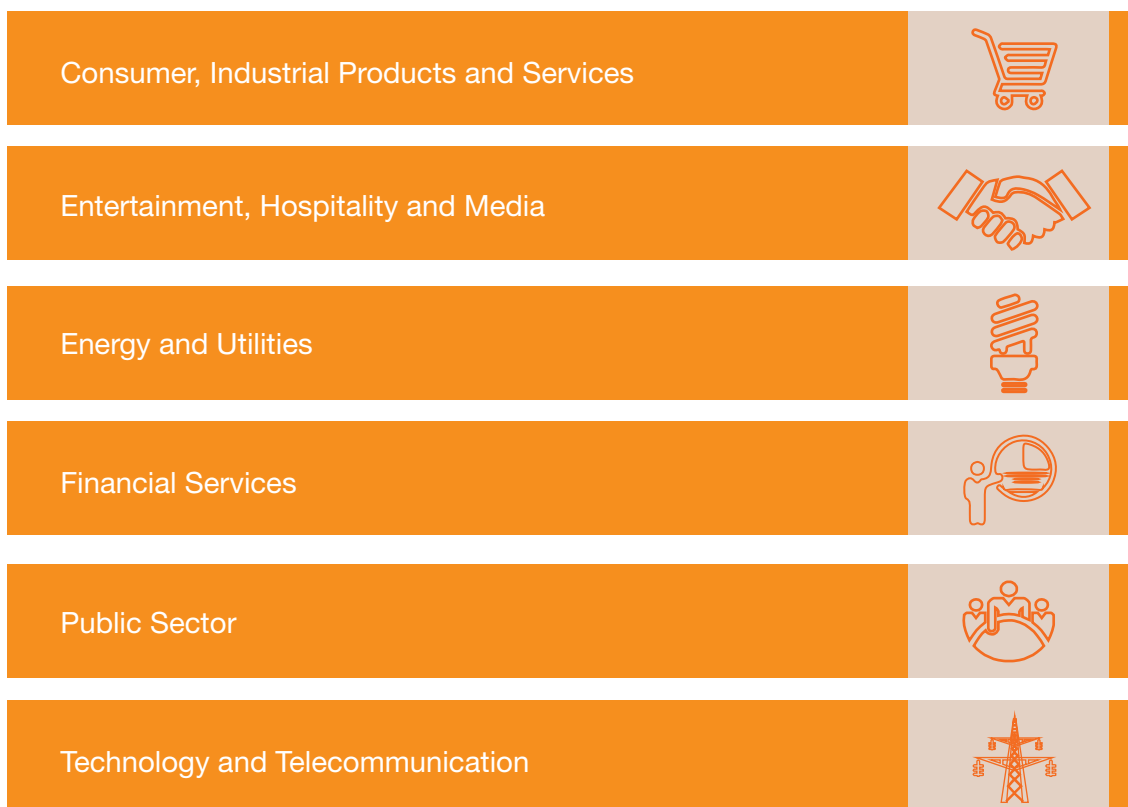 Consumer, Industrial Products and Services
Entertainment, Hospitality and Media
Energy and Utilities
Financial Services
Public Sector
Technology and Telecommunication